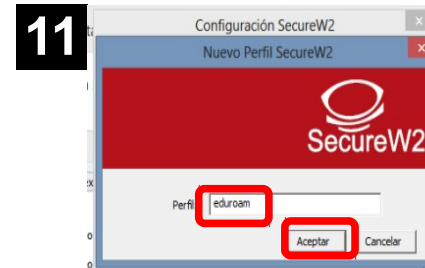 11
Configuración SecureW2
Nuevo Perfil SecureW2
SecureW2
Perfil: eduroam
Aceptar
Cancelar